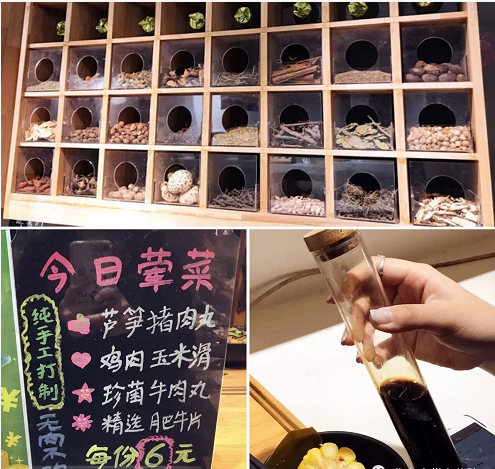 今日荤菜
纯手工打制
芦笋猪肉丸
鸡肉玉米滑
珍菌牛肉丸
精选肥牛片
每份6元